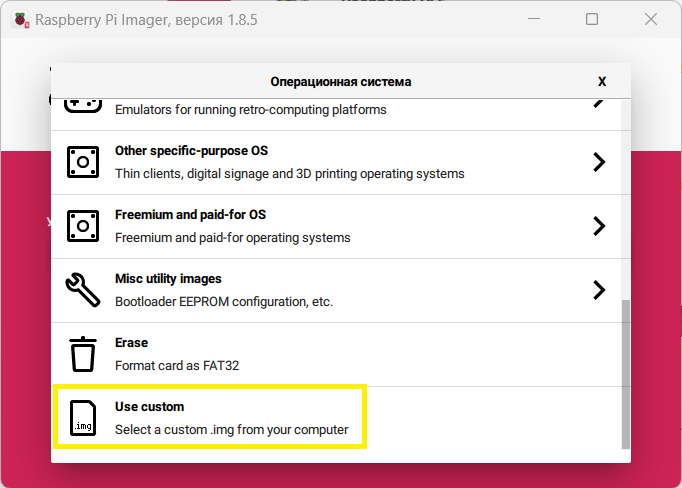 Raspberry Pi Imager, версия 1.8.5
Операционная система
X
Emulators for running retro-computing platforms
Other specific-purpose OS
Thin clients, digital signage and 3D printing operating systems
Freemium and paid-for OS
Freemium and paid-for operating systems
Misc utility images
Bootloader EEPROM configuration, etc.
Erase
Format card as FAT32
Use custom
.img
Select a custom .img from your computer